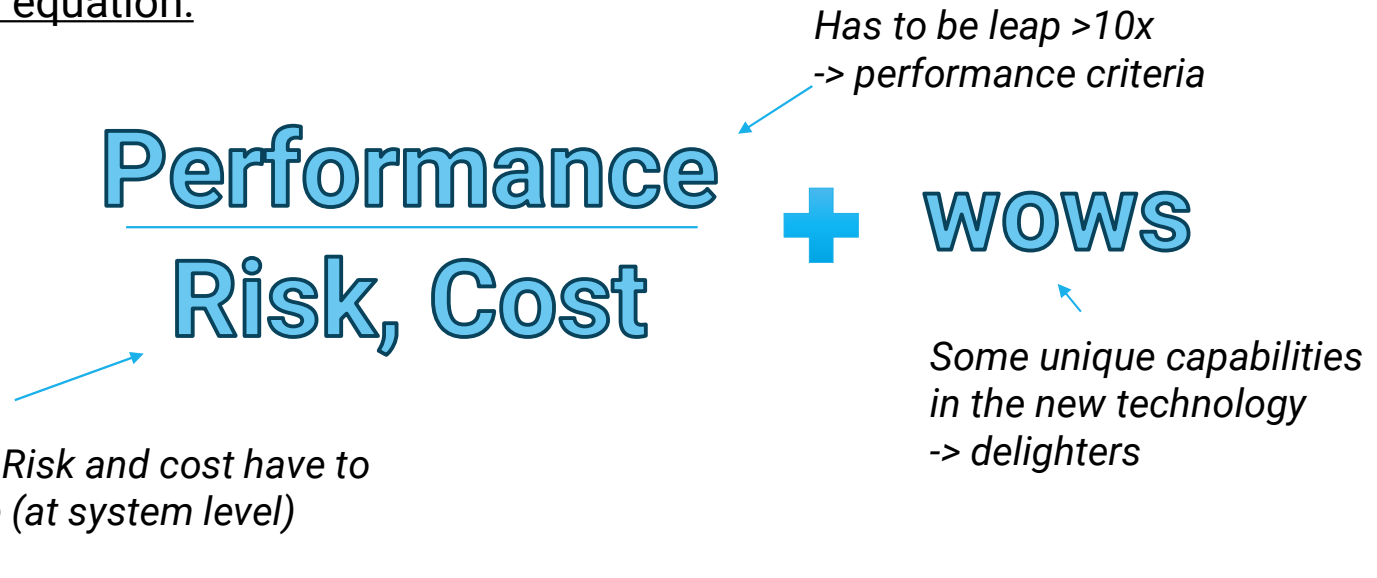 equation:
Has to be leap >10x
-> performance criteria
Performance
Risk, Cost
wows
Some unique capabilities
in the new technology
-> delighters
Risk and cost have to
(at system level)